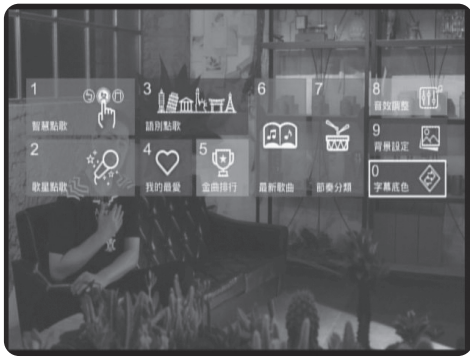 1
智慧點歌
2
歌星點歌
3
語別點歌
4
我的最愛
5
金曲排行
6
最新歌曲
7
節奏分類
8
音效調整
9
背景設定
0
字幕底色